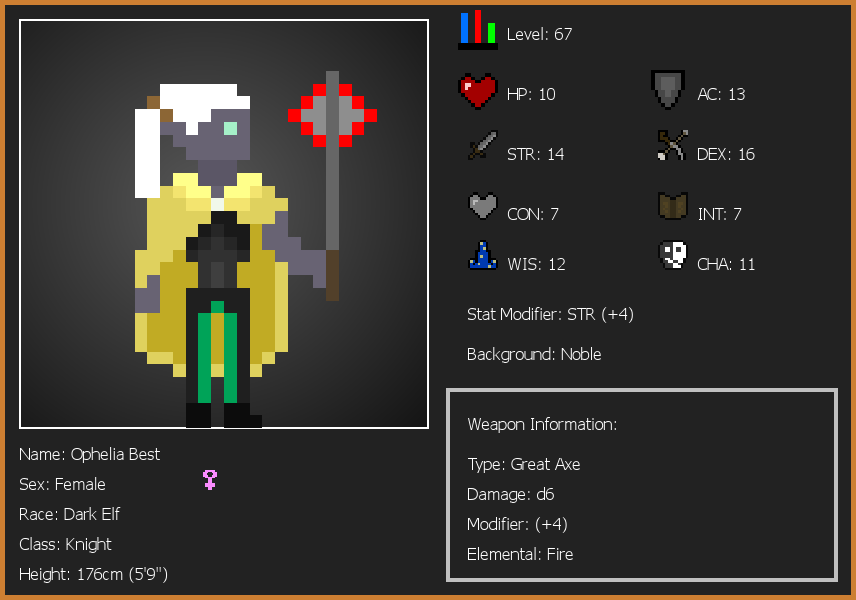 Level: 67
HP: 10
AC: 13
STR: 14
DEX: 16
CON: 7
INT: 7
WIS: 12
CHA: 11
Stat Modifier: STR (+4)
Background: Noble
Weapon Information:
Type: Great Axe
Damage: d6
Modifier: (+4)
Elemental: Fire
Name: Ophelia Best
Sex: Female
Race: Dark Elf
Class: Knight
Height: 176cm (5'9")